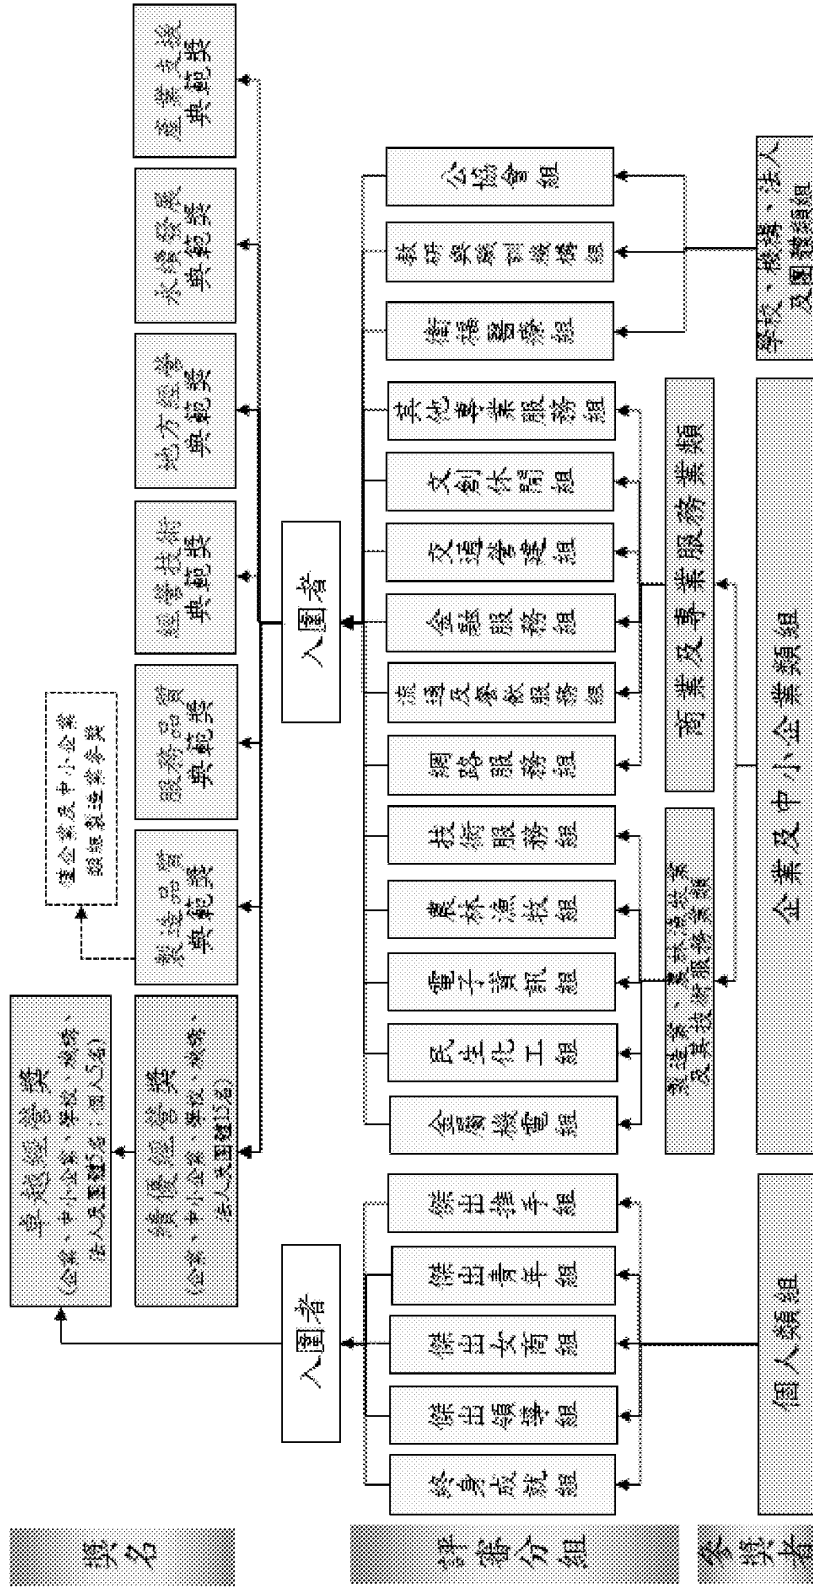 獎名
卓越經營獎
(企業、中小企業、學校、機構、
法人及團體5名；個人5名)
績優經營獎
(企業、中小企業、學校、機構、
法人及團體15名)
製造品質
典範獎
服務品質
典範獎
經營技術
典範獎
地方經營
典範獎
永續發展
典範獎
產業支援
典範獎
僅企業及中小企業
類組製造業參獎
入圍者
入圍者
評審分組
終身成就組
傑出領導組
傑出女商組
傑出青年組
傑出推手組
金屬機電組
民生化工組
電子資訊組
農林漁牧組
技術服務組
網路服務組
流通及餐飲服務組
金融服務組
交通營建組
文創休閒組
其他專業服務組
衛福醫療組
教研與職訓機構組
公協會組
製造業、農林漁牧業
及其技術服務業類
商業及專業服務業類
參獎者
個人類組
企業及中小企業類組
學校、機構、法人
及團體類組